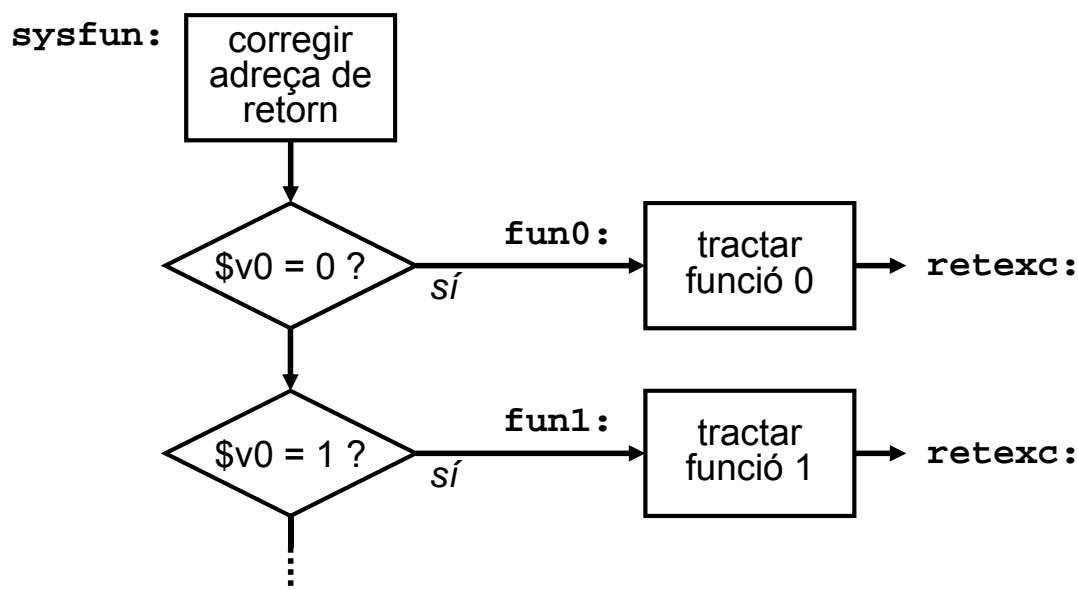 sysfun:
corregir
adreça de
retorn
$v0 = 0 ?
sí
fun0:
tractar
funció 0
retexc:
$v0 = 1 ?
sí
fun1:
tractar
funció 1
retexc: